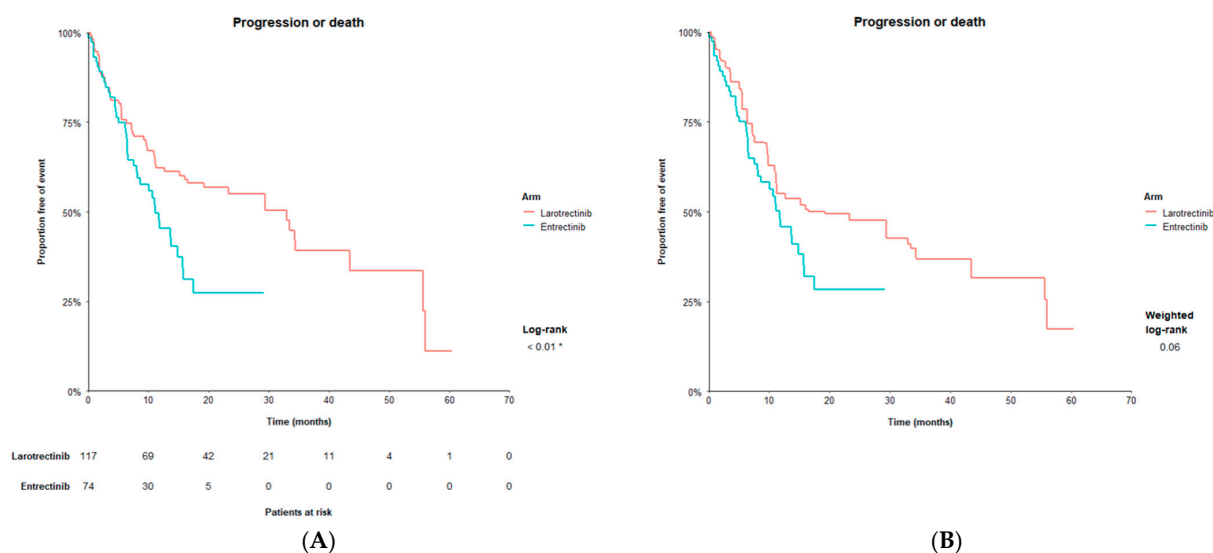 Progression or death
100%
75%
50%
25%
0%
Proportion free of event
0 10 20 30 40 50 60 70
Time (months)
Arm
Larotrectinib
Entrectinib
Log-rank
< 0.01 *
Larotrectinib 117 69 42 21 11 4 1 0
Entrectinib 74 30 5 0 0 0 0 0
Patients at risk
(A)
Progression or death
100%
75%
50%
25%
0%
Proportion free of event
0 10 20 30 40 50 60 70
Time (months)
Arm
Larotrectinib
Entrectinib
Weighted
log-rank
0.06
(B)